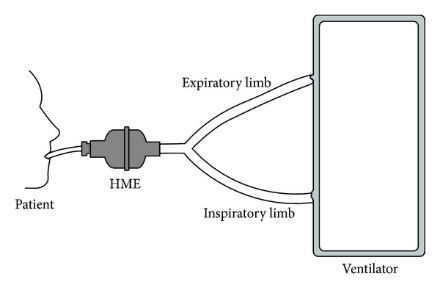 Expiratory limb
HME
Patient
Inspiratory limb
Ventilator